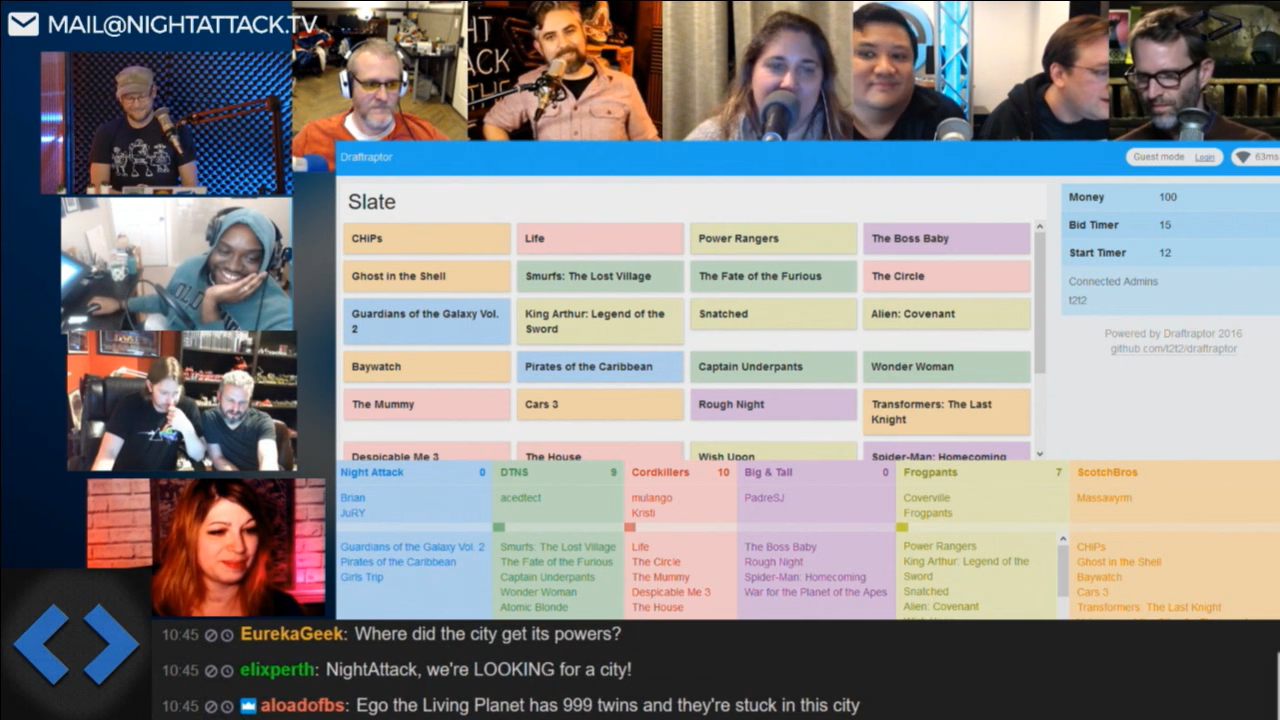 MAIL@NIGHTATTACK.TV
Draftraptor
Guest mode Login 63ms
Slate
CHiPs
Life
Power Rangers
The Boss Baby
Ghost in the Shell
Smurfs: The Lost Village
The Fate of the Furious
The Circle
Guardians of the Galaxy Vol.
2
King Arthur: Legend of the
Sword
Snatched
Alien: Covenant
Baywatch
Pirates of the Caribbean
Captain Underpants
Wonder Woman
The Mummy
Cars 3
Rough Night
Transformers: The Last
Knight
Despicable Me 3
The House
Wish Upon
Spider-Man: Homecoming
Money 100
Bid Timer 15
Start Timer 12
Connected Admins
t2t2
Powered by Draftraptor 2016
github.com/t2t2/draftraptor
Night Attack 0
Brian
JuRY
Guardians of the Galaxy Vol. 2
Pirates of the Caribbean
Girls Trip
DTNS 9
acedtect
Smurfs: The Lost Village
The Fate of the Furious
Captain Underpants
Wonder Woman
Atomic Blonde
Cordkillers 10
mulango
Kristi
Life
The Circle
The Mummy
Despicable Me 3
The House
Big & Tall 0
PadreSJ
The Boss Baby
Rough Night
Spider-Man: Homecoming
War for the Planet of the Apes
Frogpants 7
Coverville
Frogpants
Power Rangers
King Arthur: Legend of the
Sword
Snatched
Alien: Covenant
ScotchBros
Massawyrm
CHiPs
Ghost in the Shell
Baywatch
Cars 3
Transformers: The Last Knight
10:45 EurekaGeek: Where did the city get its powers?
10:45 elixperth: NightAttack, we're LOOKING for a city!
10:45 aloadofbs: Ego the Living Planet has 999 twins and they're stuck in this city